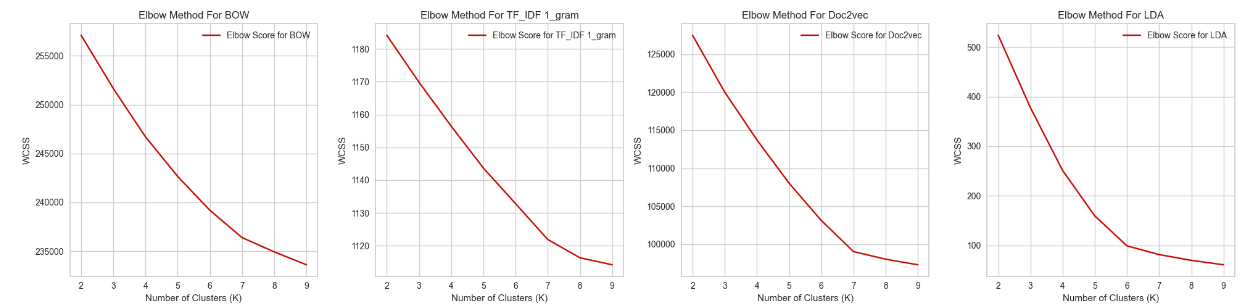 Elbow Method For BOW
Elbow Score for BOW
255000
250000
245000
240000
235000
WCSS
2 3 4 5 6 7 8 9
Number of Clusters (K)
Elbow Method For TF_IDF 1_gram
Elbow Score for TF_IDF 1_gram
1180
1170
1160
1150
1140
1130
1120
WCSS
2 3 4 5 6 7 8 9
Number of Clusters (K)
Elbow Method For Doc2vec
Elbow Score for Doc2vec
125000
120000
115000
110000
105000
100000
WCSS
2 3 4 5 6 7 8 9
Number of Clusters (K)
Elbow Method For LDA
Elbow Score for LDA
500
400
300
200
100
WCSS
2 3 4 5 6 7 8 9
Number of Clusters (K)